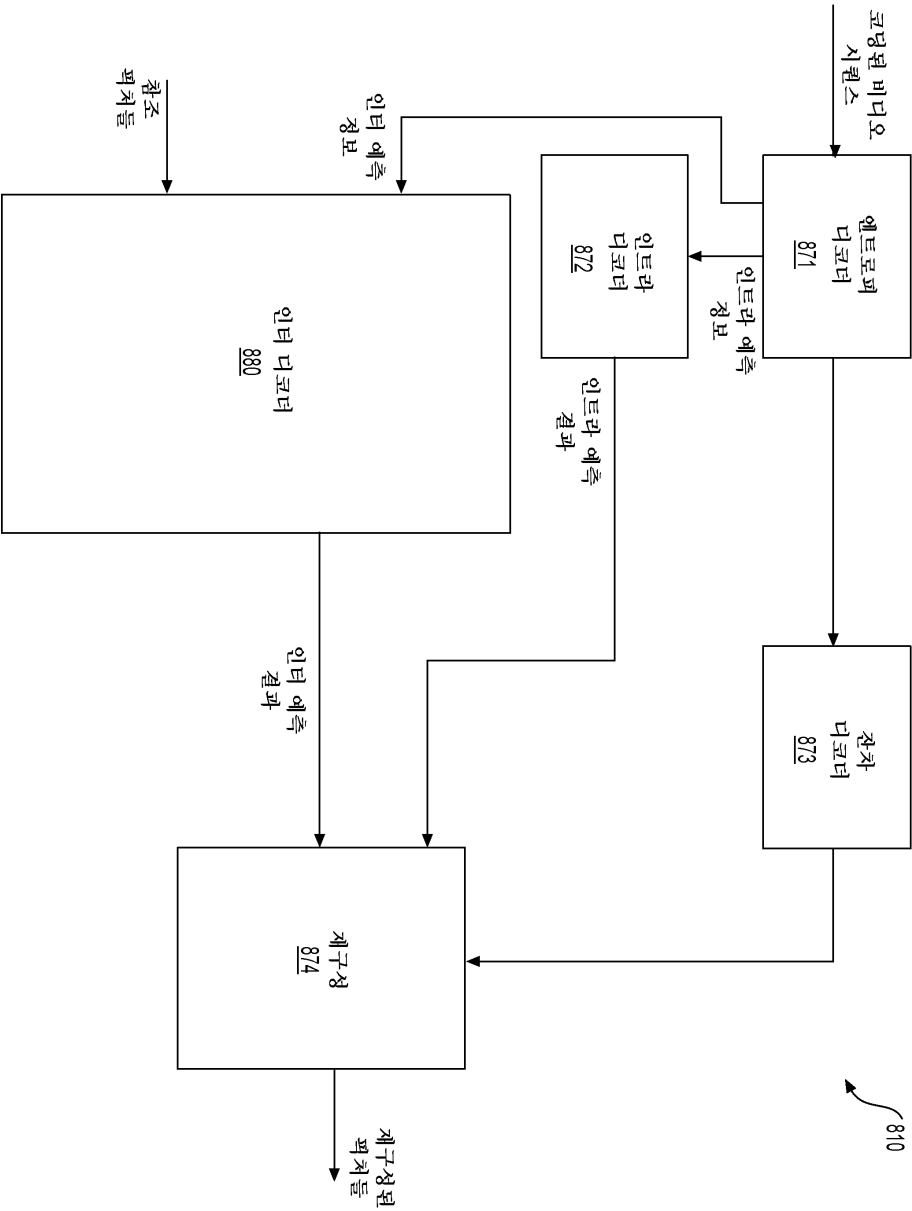 코딩된 비디오
시퀀스
엔트로피
디코더
871
잔차
디코더
873
810
인트라 예측
정보
인트라
디코더
872
인트라 예측
결과
인터 예측
정보
참조
픽처들
인터 디코더
880
인터 예측
결과
재구성
874
재구성된
픽처들